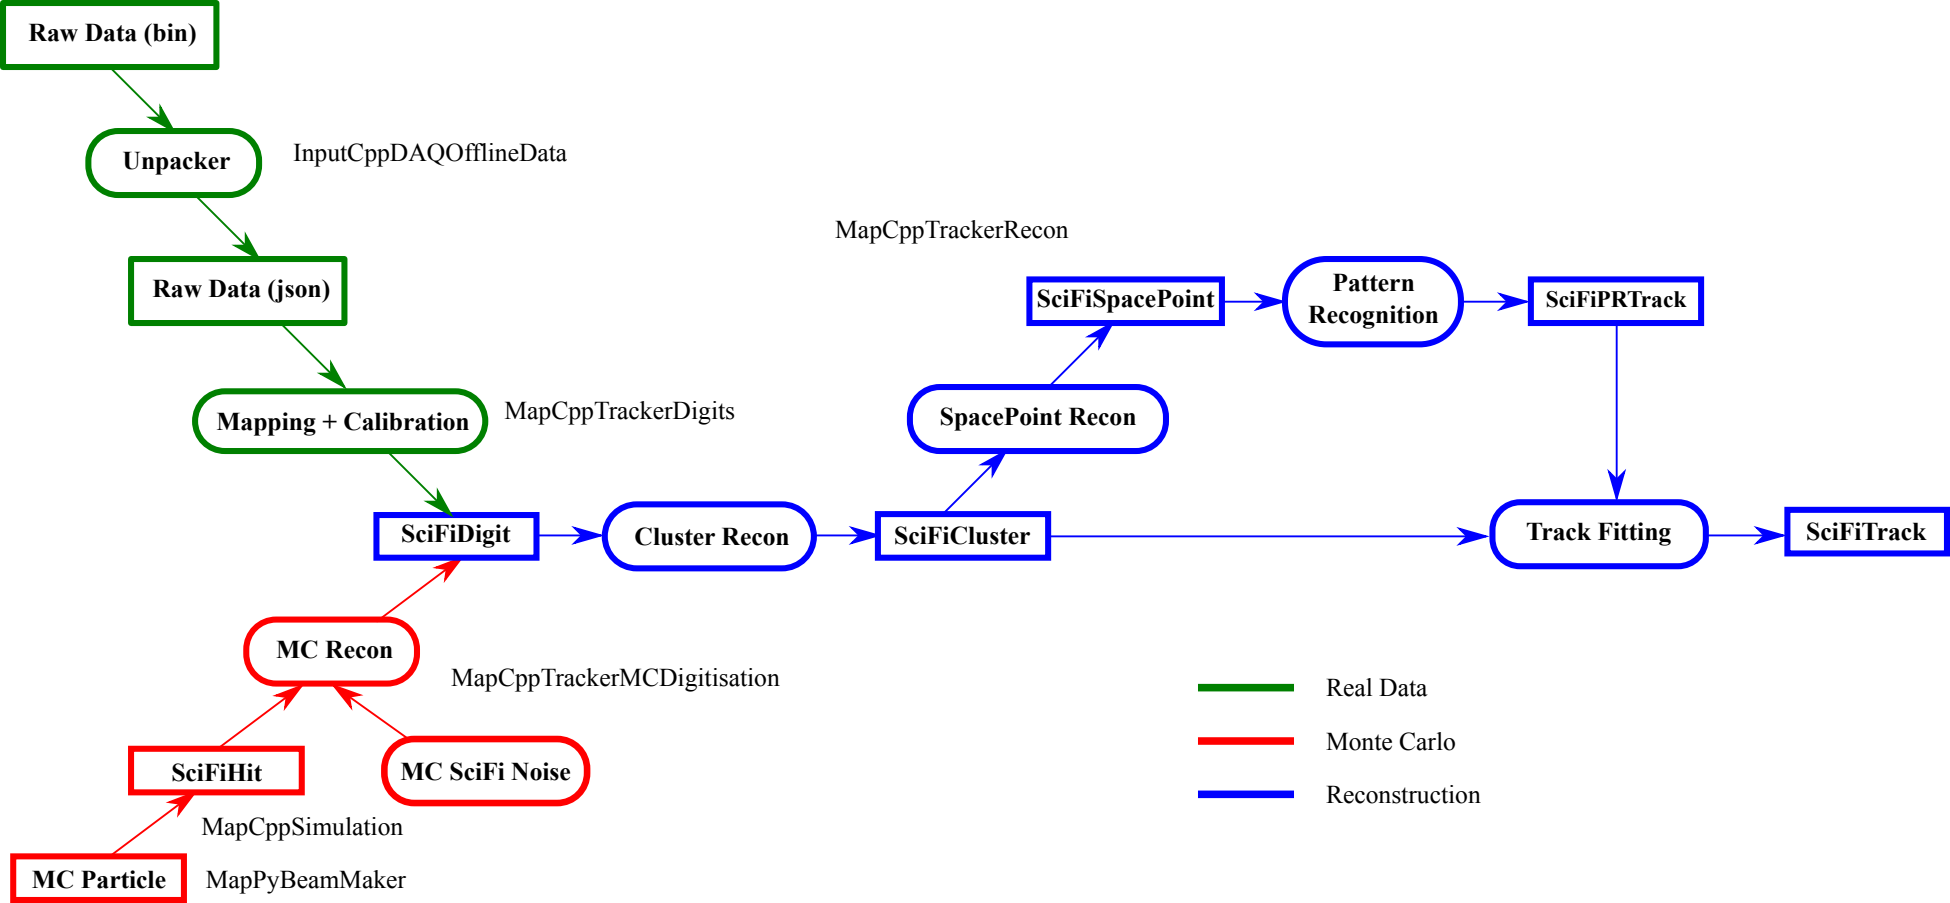 Raw Data (bin)
Unpacker
InputCppDAQOfflineData
Raw Data (json)
Mapping + Calibration
MapCppTrackerDigits
MapCppTrackerRecon
SciFiSpacePoint
Pattern
Recognition
SciFiPRTrack
SpacePoint Recon
SciFiDigit
Cluster Recon
SciFiCluster
Track Fitting
SciFiTrack
MC Recon
MapCppTrackerMCDigitisation
SciFiHit
MC SciFi Noise
MapCppSimulation
MC Particle
MapPyBeamMaker
Real Data
Monte Carlo
Reconstruction